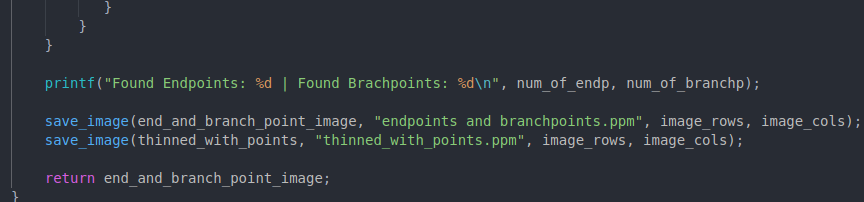 }
}
}
printf("Found Endpoints: %d | Found Brachpoints: %d\n", num_of_endp, num_of_branchp);
save_image(end_and_branch_point_image, "endpoints and branchpoints.ppm", image_rows, image_cols);
save_image(thinned_with_points, "thinned_with_points.ppm", image_rows, image_cols);
return end_and_branch_point_image;
}